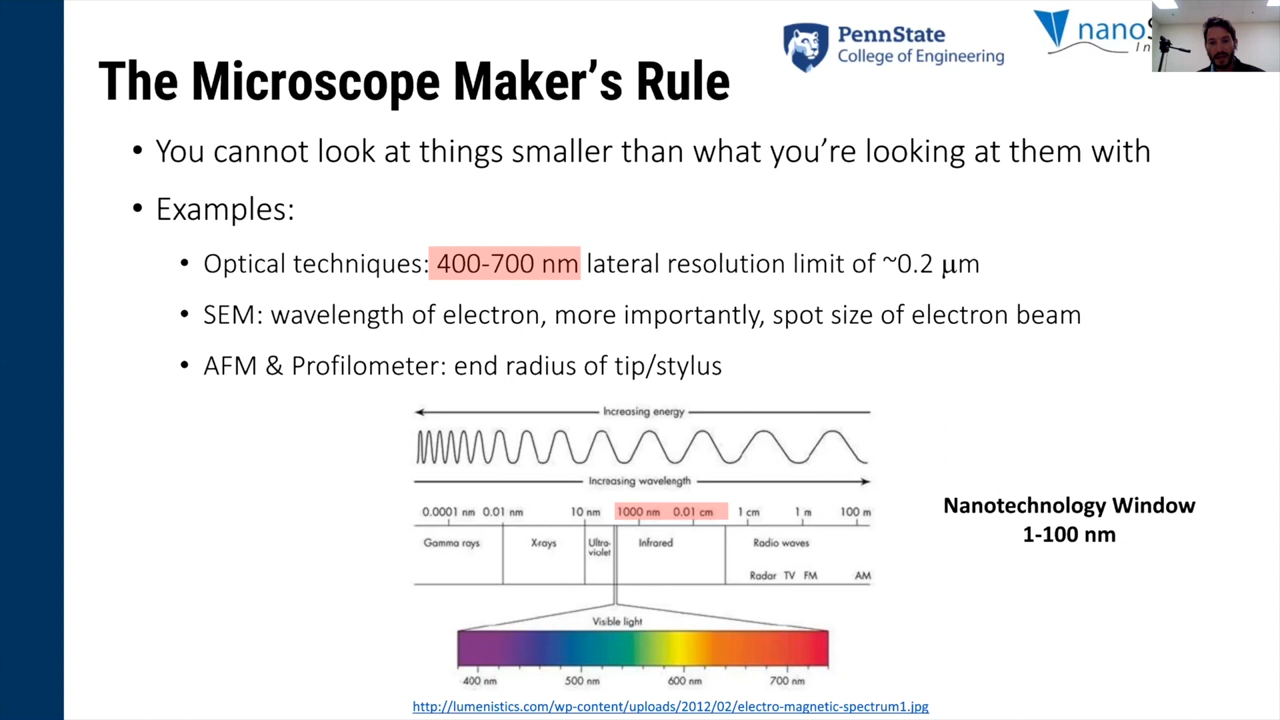 PennState
College of Engineering
nano
The Microscope Maker's Rule
• You cannot look at things smaller than what you're looking at them with
• Examples:
• Optical techniques: 400-700 nm lateral resolution limit of ~0.2 μm
• SEM: wavelength of electron, more importantly, spot size of electron beam
• AFM & Profilometer: end radius of tip/stylus
Increasing energy
Increasing wavelength
0.0001 nm 0.01 nm 10 nm 1000 nm 0.01 cm 1 cm 1 m 100 m
Gamma rays X-rays Ultra-violet Infrared Radio waves
Radar TV FM AM
Visible light
400 nm 500 nm 600 nm 700 nm
Nanotechnology Window
1-100 nm
http://lumenistics.com/wp-content/uploads/2012/02/electro-magnetic-spectrum1.jpg